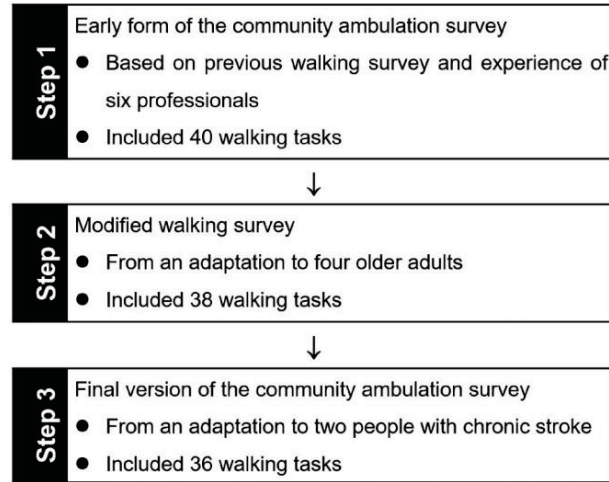 Step 1
Early form of the community ambulation survey
● Based on previous walking survey and experience of
six professionals
● Included 40 walking tasks
↓
Step 2
Modified walking survey
● From an adaptation to four older adults
● Included 38 walking tasks
↓
Step 3
Final version of the community ambulation survey
● From an adaptation to two people with chronic stroke
● Included 36 walking tasks